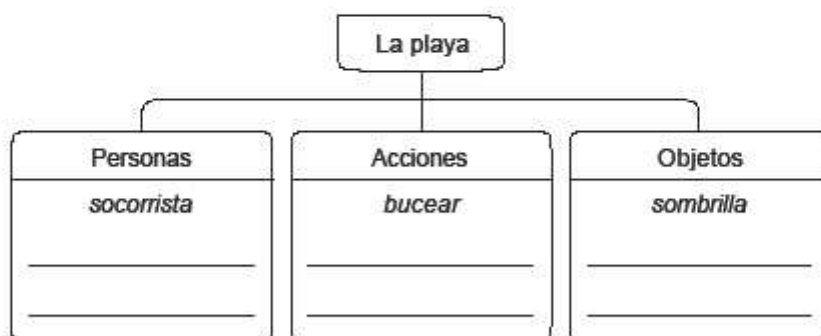 La playa
Personas
Acciones
Objetos
socorrista
bucear
sombrilla